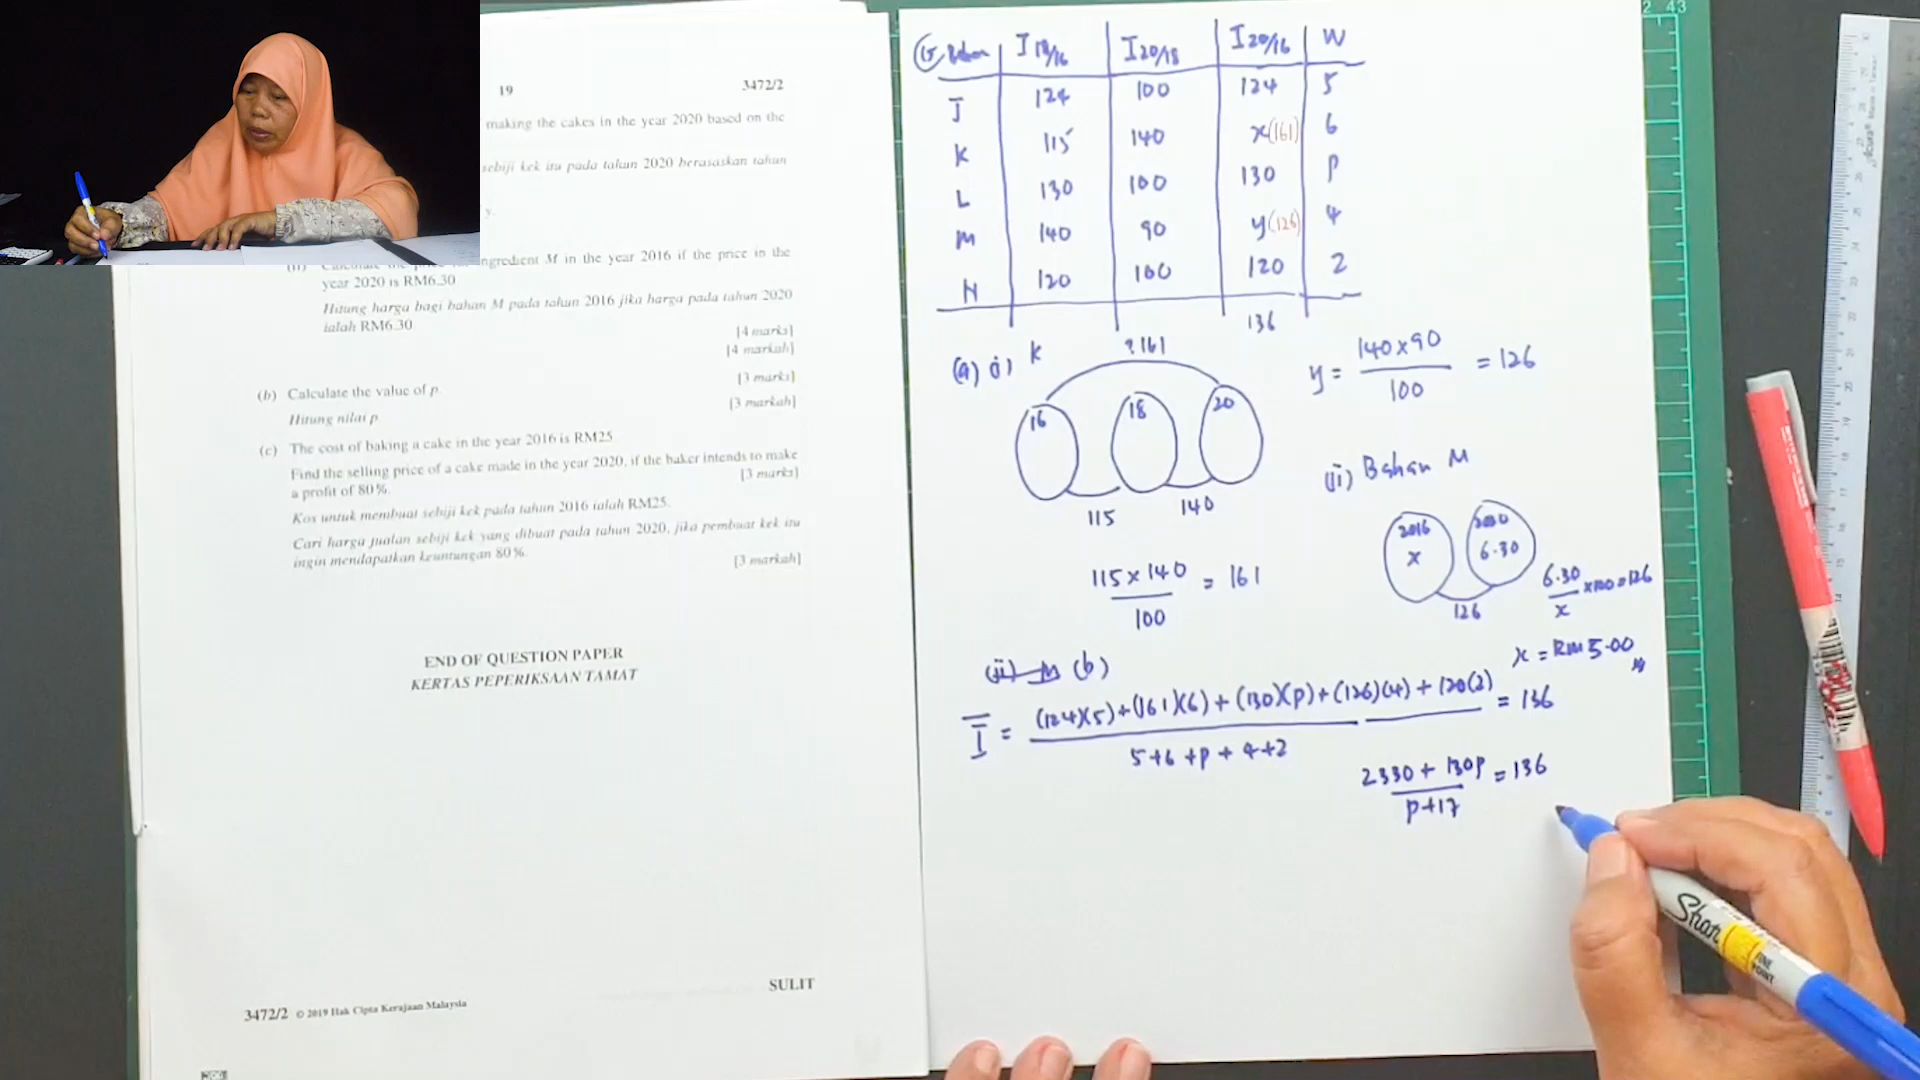 19 3472/2
making the cakes in the year 2020 based on the
sebiji kek itu pada tahun 2020 berasaskan tahun
y.
ingredient M in the year 2016 if the price in the
year 2020 is RM6.30
Hitung harga bagi bahan M pada tahun 2016 jika harga pada tahun 2020
ialah RM6.30
[4 marks]
[4 markah]
(b) Calculate the value of p. [3 marks]
Hitung nilai p. [3 markah]
(c) The cost of baking a cake in the year 2016 is RM25.
Find the selling price of a cake made in the year 2020, if the baker intends to make
a profit of 80%. [3 marks]
Kos untuk membuat sebiji kek pada tahun 2016 ialah RM25.
Cari harga jualan sebiji kek yang dibuat pada tahun 2020, jika pembuat kek itu
ingin mendapatkan keuntungan 80%. [3 markah]
END OF QUESTION PAPER
KERTAS PEPERIKSAAN TAMAT
SULIT
3472/2 © 2019 Hak Cipta Kerajaan Malaysia
15 Bahan I 18/16 I 20/18 I 20/16 W
J 124 100 124 5
K 115 140 x(161) 6
L 130 100 130 P
M 140 90 y(126) 4
N 120 100 120 2
136
(a) (i) K ? 161
16 18 20
115 140
115 x 140 / 100 = 161
y = 140 x 90 / 100 = 126
(ii) Bahan M
2016 2020
x 6.30
126
6.30 / x x 100 = 126
x = RM 5.00
(ii) M (b)
Ī = (124)(5) + (161)(6) + (130)(p) + (126)(4) + 120(2) / 5+6+p+4+2 = 136
2330 + 130p / p+17 = 136
Sharpie
FINE
POINT
2 43